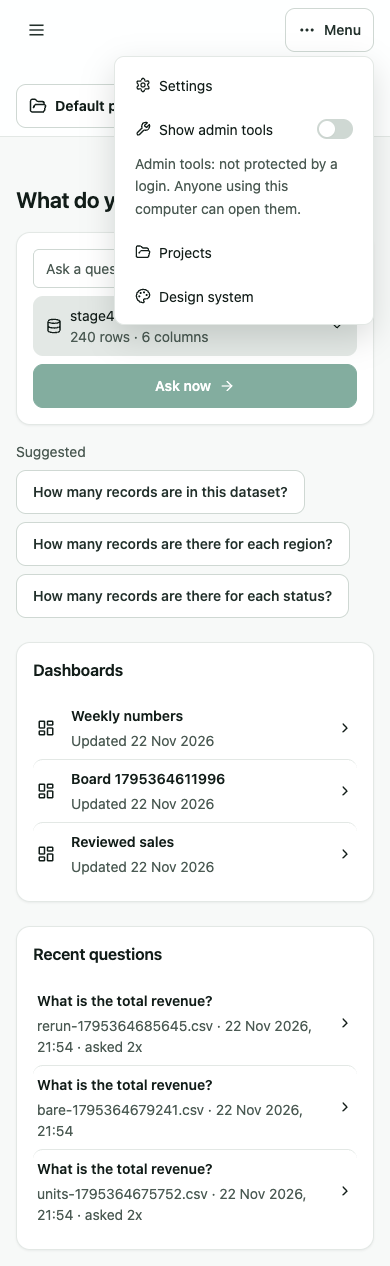 Menu
Settings
Default
Show admin tools
Admin tools: not protected by a
login. Anyone using this
computer can open them.
What do
Projects
Ask a
Design system
240 rows · 6 columns
Ask now
Suggested
How many records are in this dataset?
How many records are there for each region?
How many records are there for each status?
Dashboards
Weekly numbers
Updated 22 Nov 2026
Board 1795364611996
Updated 22 Nov 2026
Reviewed sales
Updated 22 Nov 2026
Recent questions
What is the total revenue?
rerun-1795364685645.csv · 22 Nov 2026,
21:54 · asked 2x
What is the total revenue?
bare-1795364679241.csv · 22 Nov 2026,
21:54
What is the total revenue?
units-1795364675752.csv · 22 Nov 2026,
21:54 · asked 2x